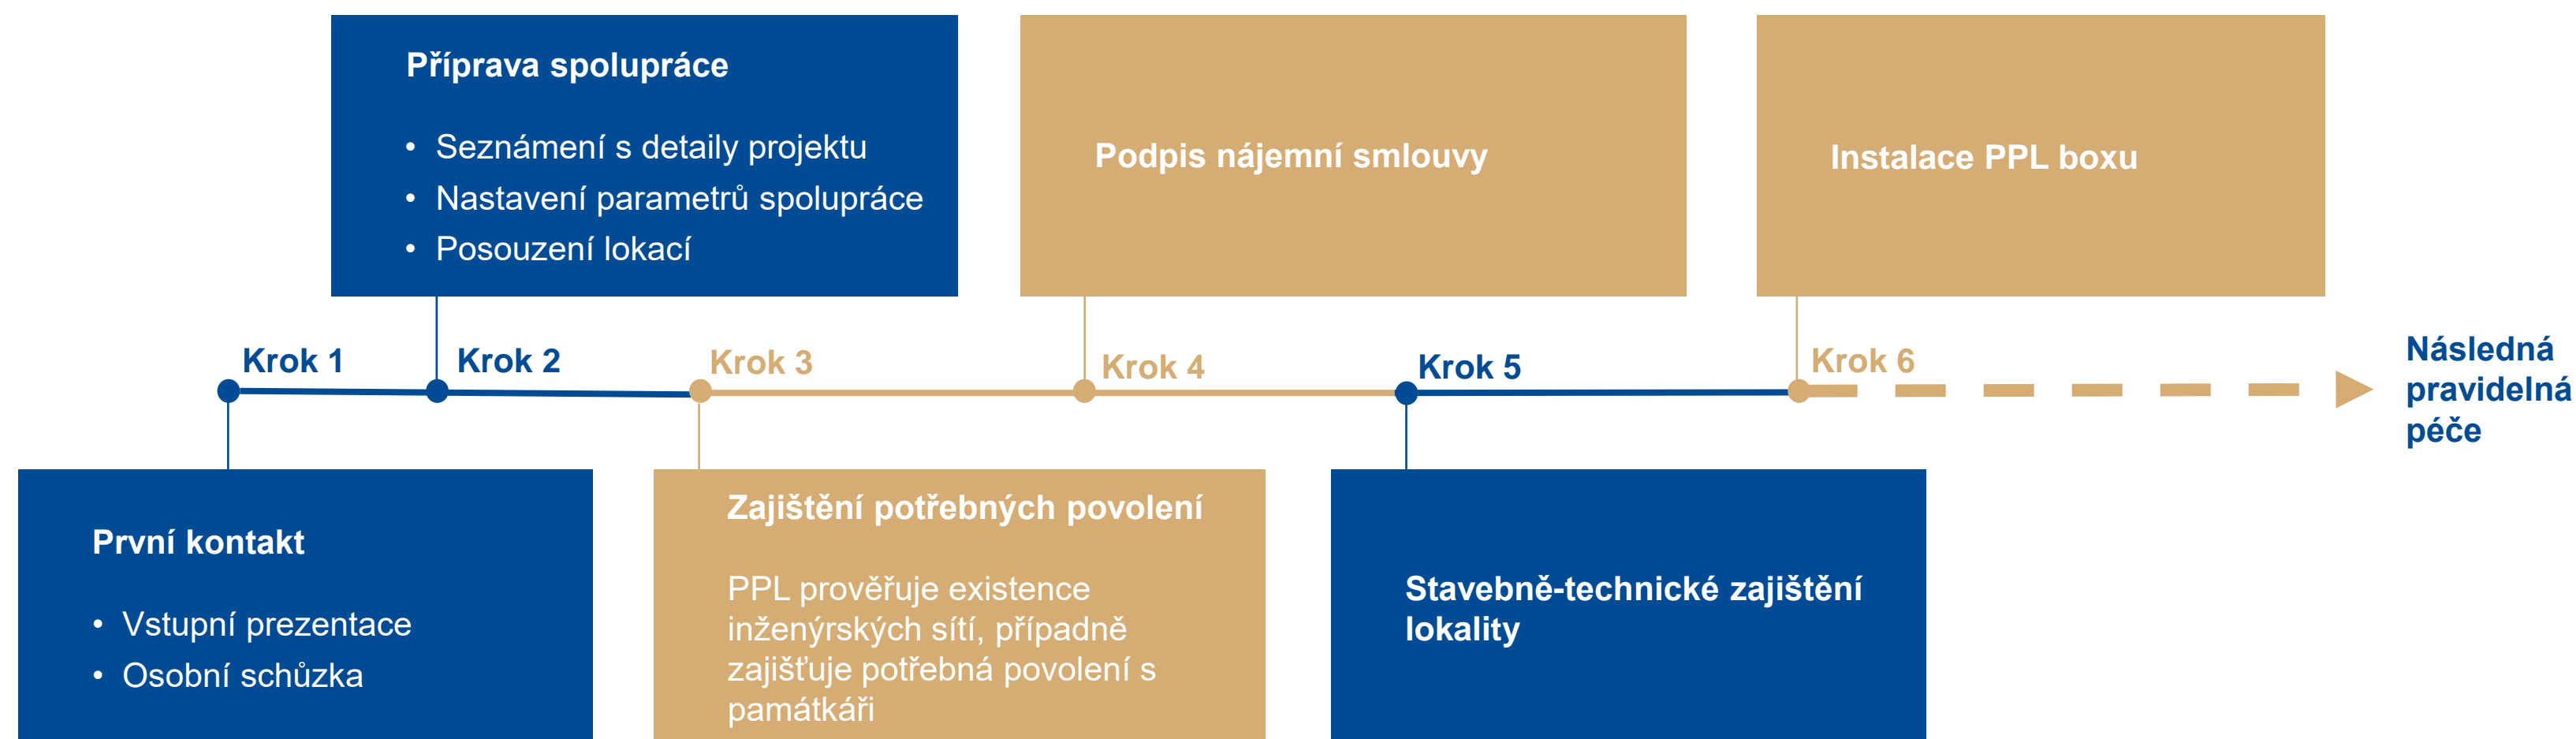 Příprava spolupráce
• Seznámení s detaily projektu
• Nastavení parametrů spolupráce
• Posouzení lokací
Podpis nájemní smlouvy
Instalace PPL boxu
Krok 1
Krok 2
Krok 3
Krok 4
Krok 5
Krok 6
Následná
pravidelná
péče
První kontakt
• Vstupní prezentace
• Osobní schůzka
Zajištění potřebných povolení
PPL prověřuje existence
inženýrských sítí, případně
zajišťuje potřebná povolení s
památkáři
Stavebně-technické zajištění
lokality